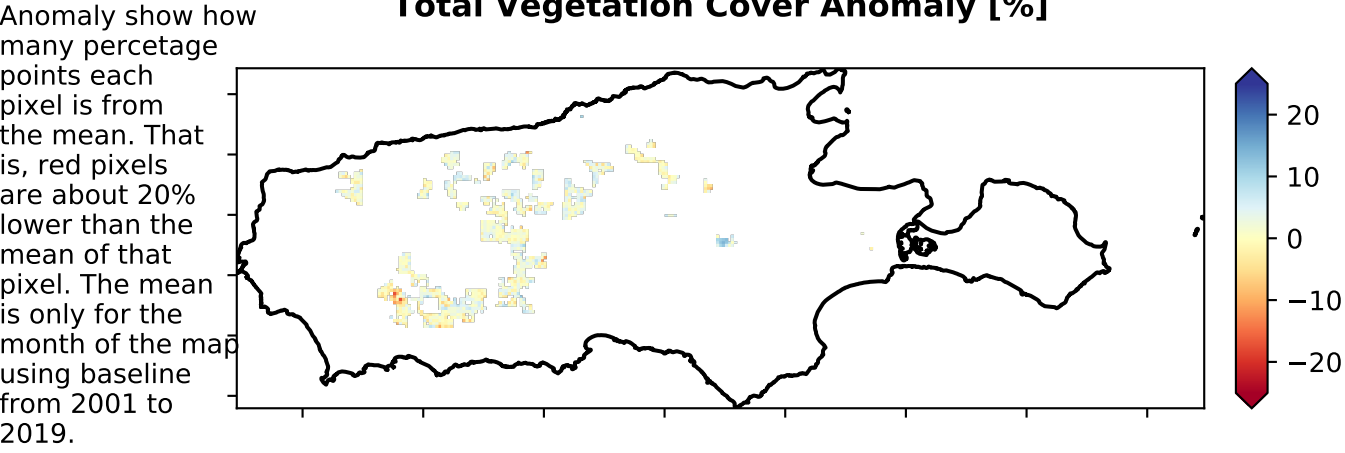 Total Vegetation Cover Anomaly [%]
Anomaly show how
many percetage
points each
pixel is from
the mean. That
is, red pixels
are about 20%
lower than the
mean of that
pixel. The mean
is only for the
month of the map
using baseline
from 2001 to
2019.
20
10
0
−10
−20